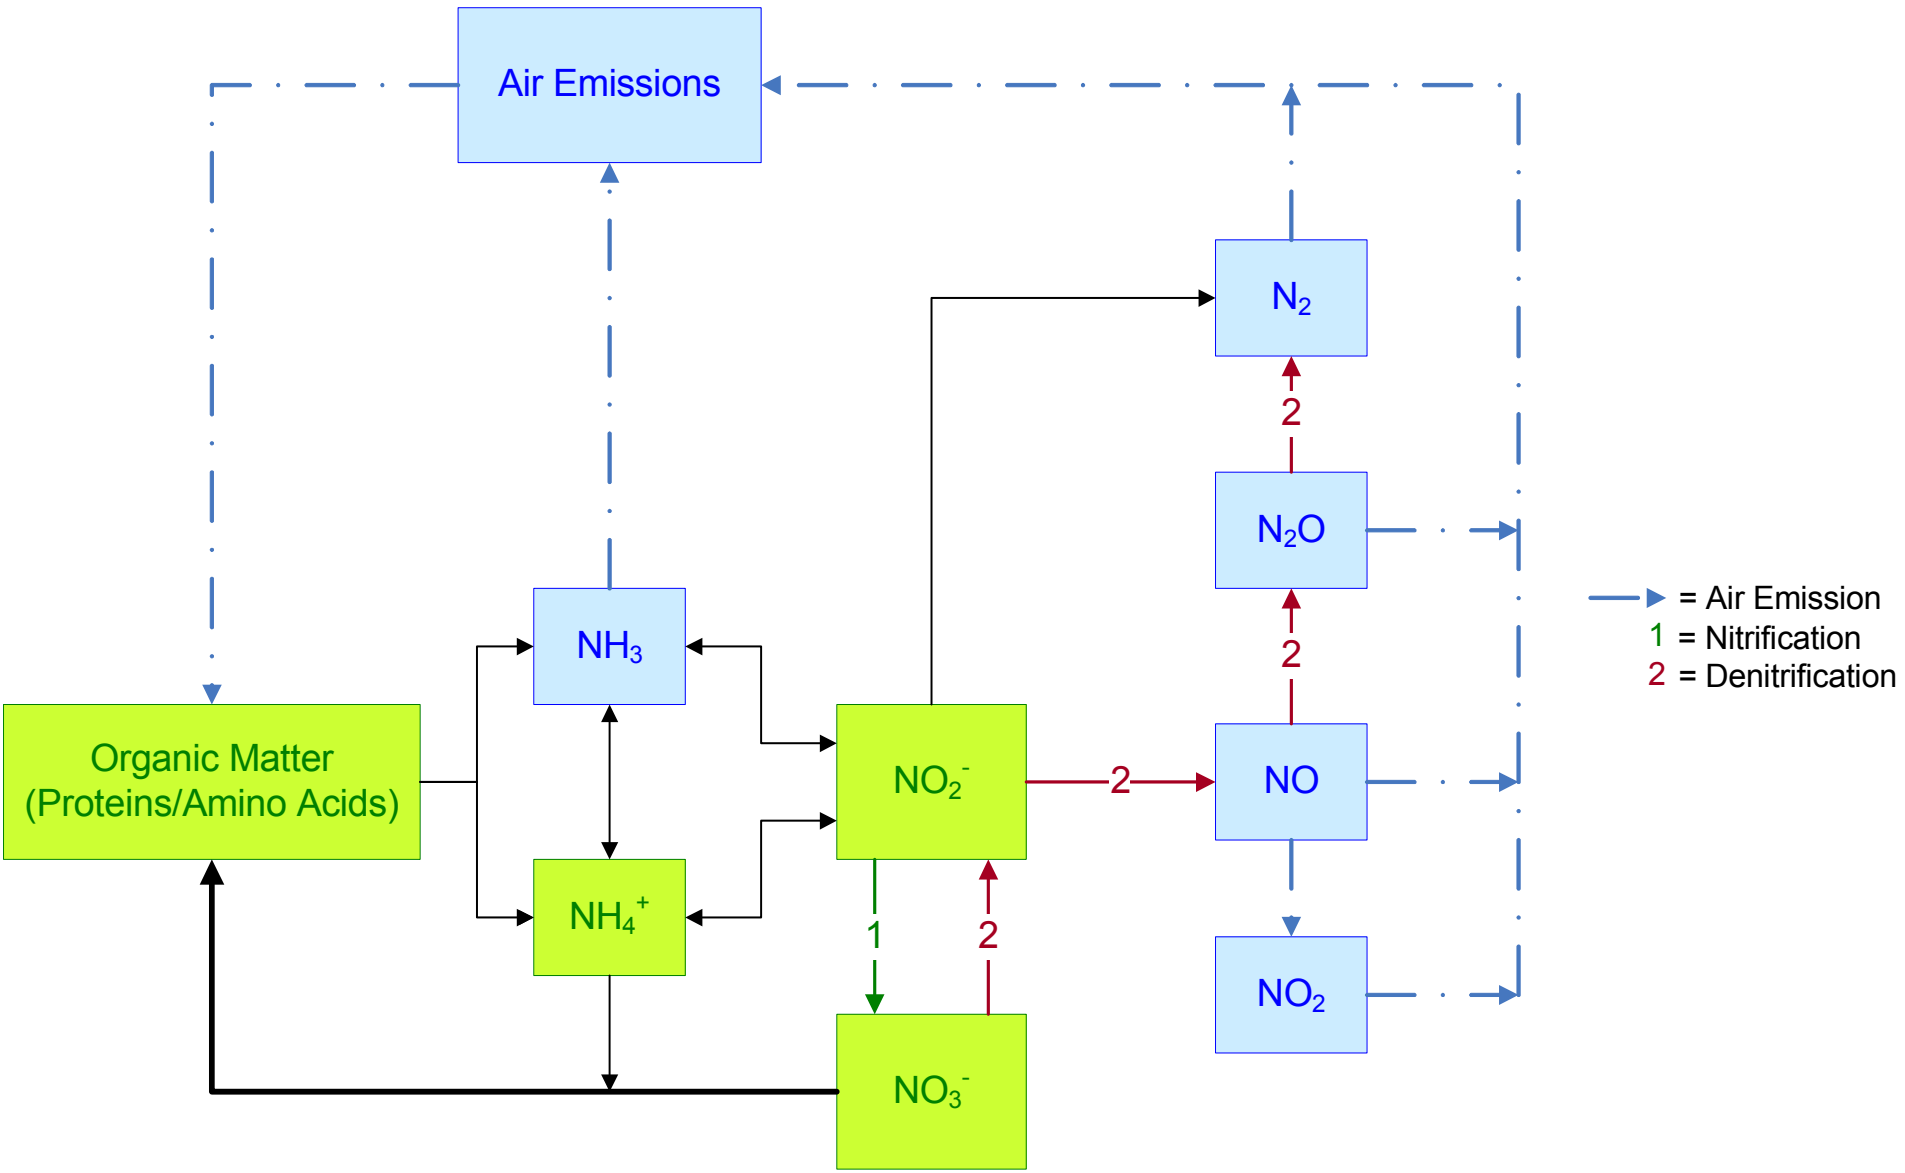 Air Emissions
N₂
2
N₂O
2
NH₃
= Air Emission
1 = Nitrification
2 = Denitrification
Organic Matter
(Proteins/Amino Acids)
NO₂⁻
2
NO
NH₄⁺
1
2
NO₂
NO₃⁻